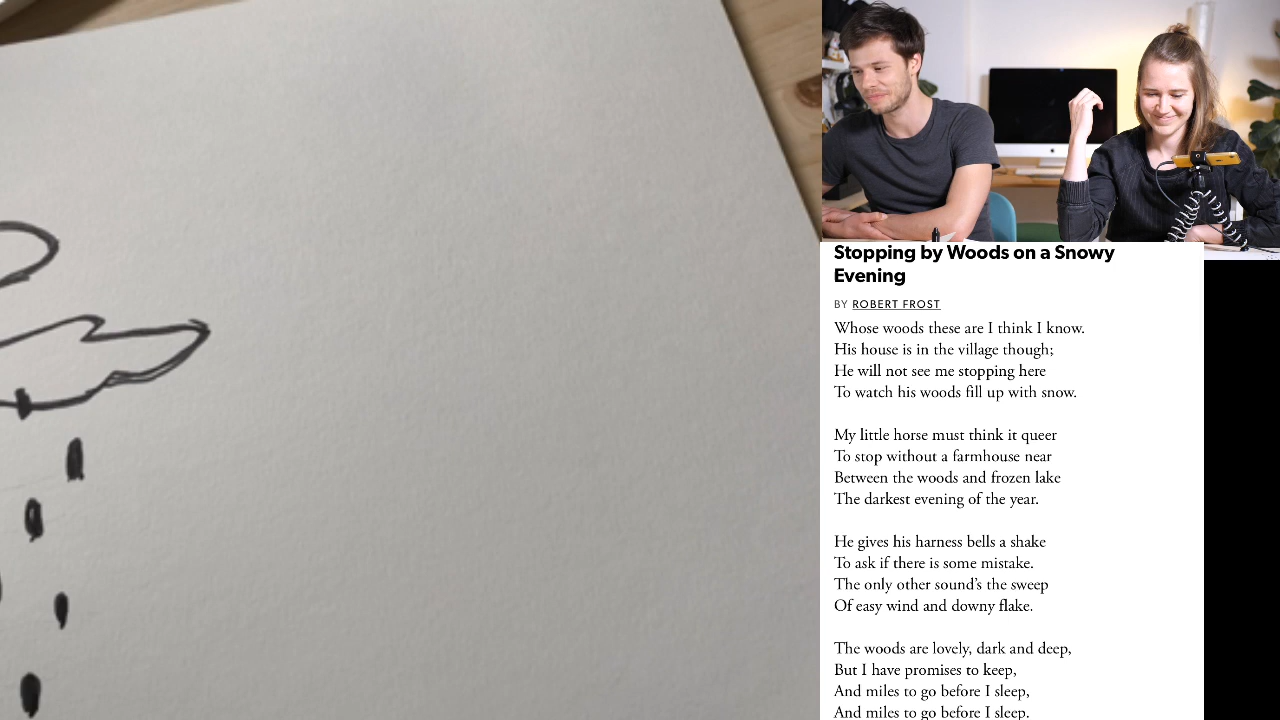 Stopping by Woods on a Snowy
Evening
BY ROBERT FROST
Whose woods these are I think I know.
His house is in the village though;
He will not see me stopping here
To watch his woods fill up with snow.
My little horse must think it queer
To stop without a farmhouse near
Between the woods and frozen lake
The darkest evening of the year.
He gives his harness bells a shake
To ask if there is some mistake.
The only other sound’s the sweep
Of easy wind and downy flake.
The woods are lovely, dark and deep,
But I have promises to keep,
And miles to go before I sleep,
And miles to go before I sleep.